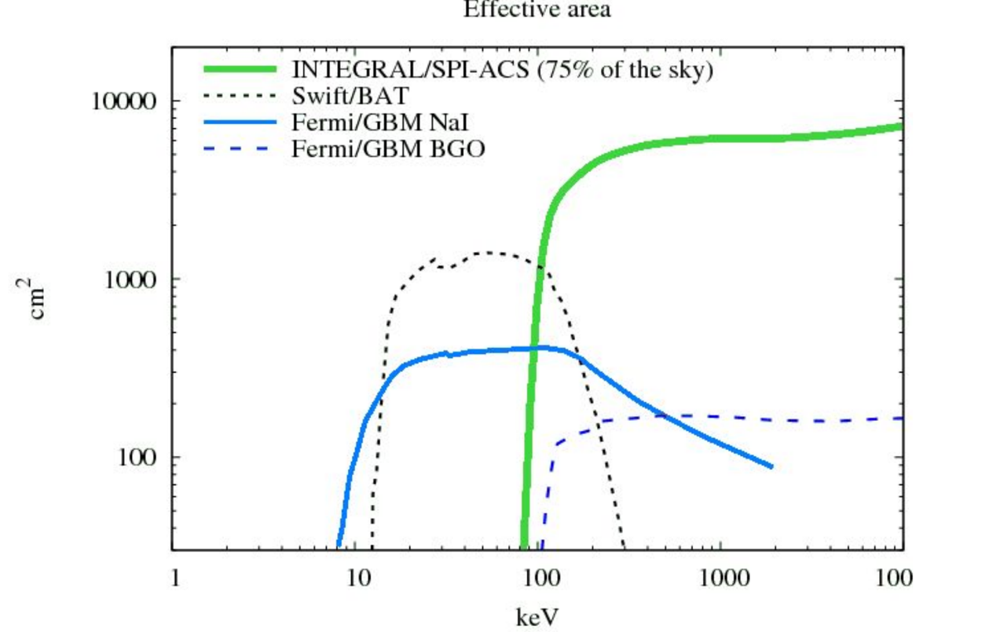 Effective area
INTEGRAL/SPI-ACS (75% of the sky)
Swift/BAT
Fermi/GBM NaI
Fermi/GBM BGO
10000
1000
100
cm²
1 10 100 1000 100
keV